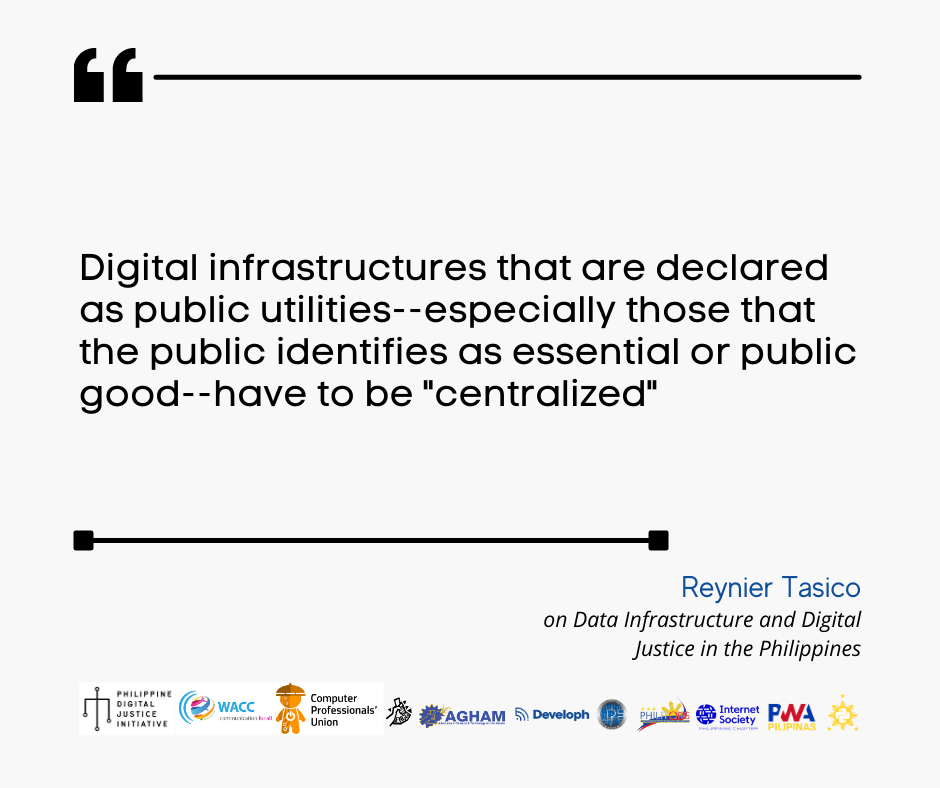 Digital infrastructures that are declared
as public utilities--especially those that
the public identifies as essential or public
good--have to be "centralized"
Reynier Tasico
on Data Infrastructure and Digital
Justice in the Philippines
PHILIPPINE
DIGITAL
JUSTICE
INITIATIVE
WACC
communication for all
Computer
Professionals'
Union
AGHAM
Developh
Internet
Society
PHILIPPINES CHAPTER
PWA
PILIPINAS